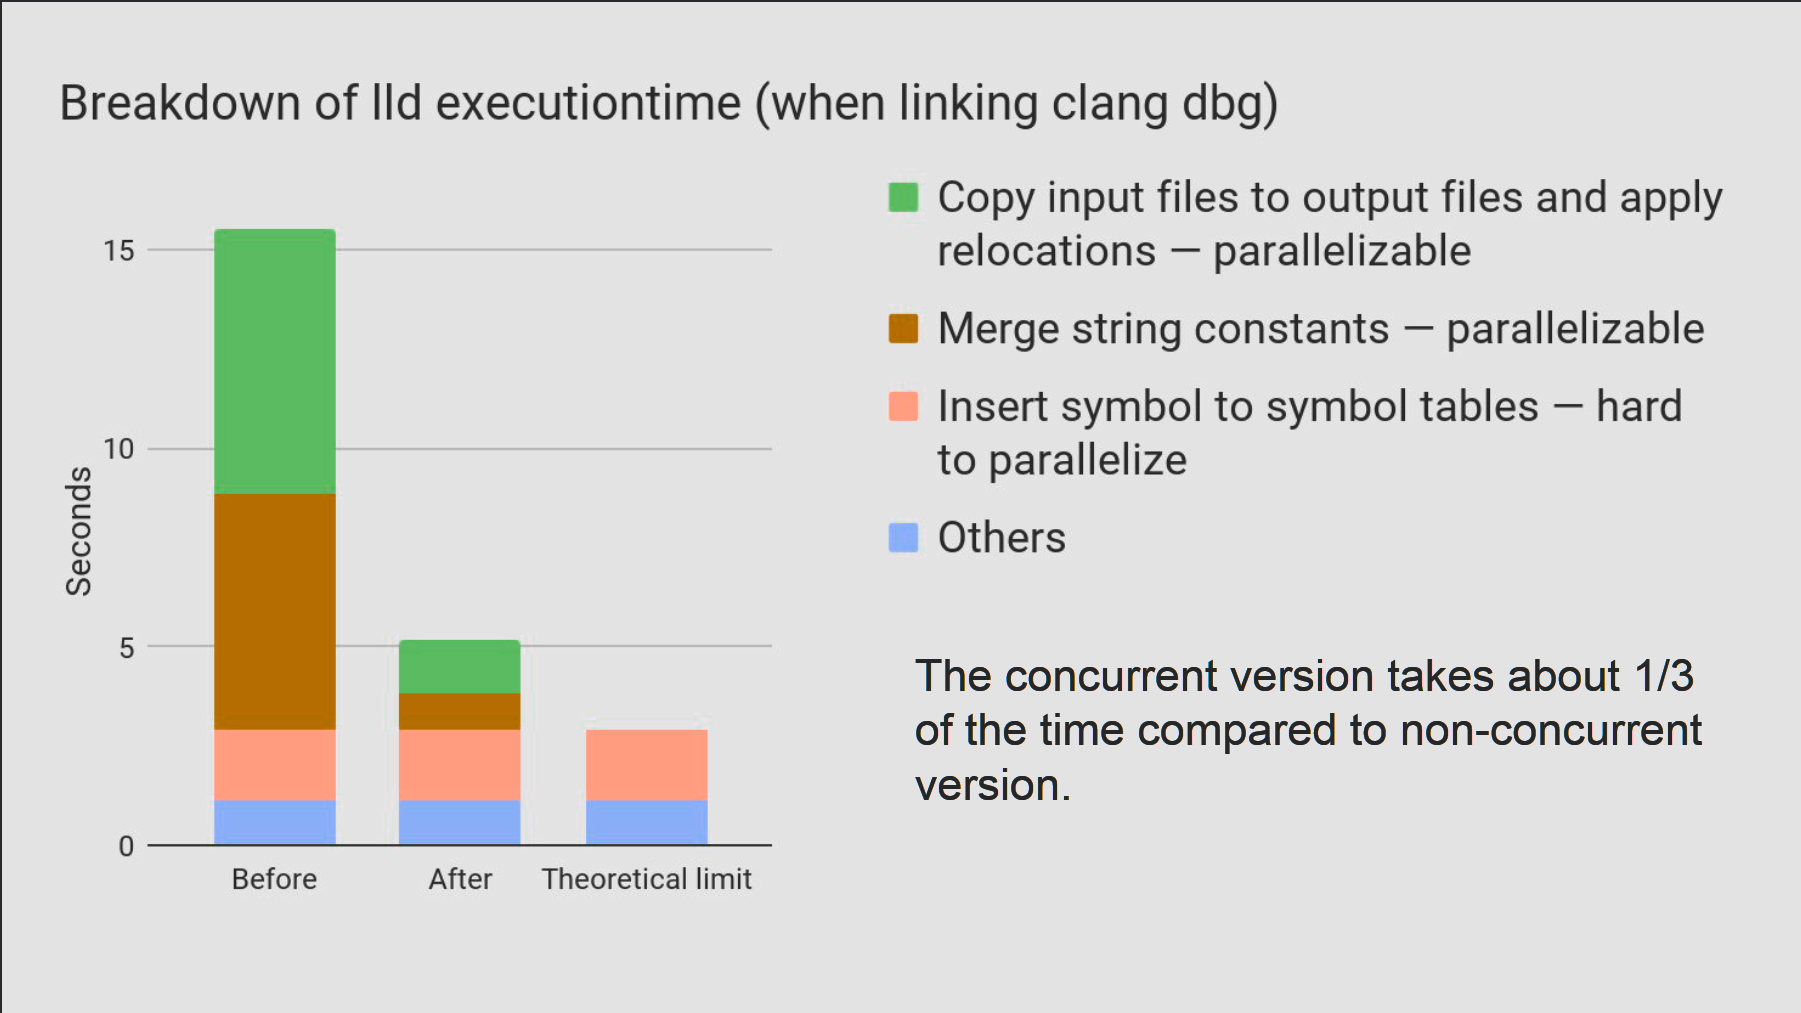 Breakdown of lld executiontime (when linking clang dbg)
Copy input files to output files and apply
relocations — parallelizable
Merge string constants — parallelizable
Insert symbol to symbol tables — hard
to parallelize
Others
15
10
5
0
Seconds
Before
After
Theoretical limit
The concurrent version takes about 1/3
of the time compared to non-concurrent
version.